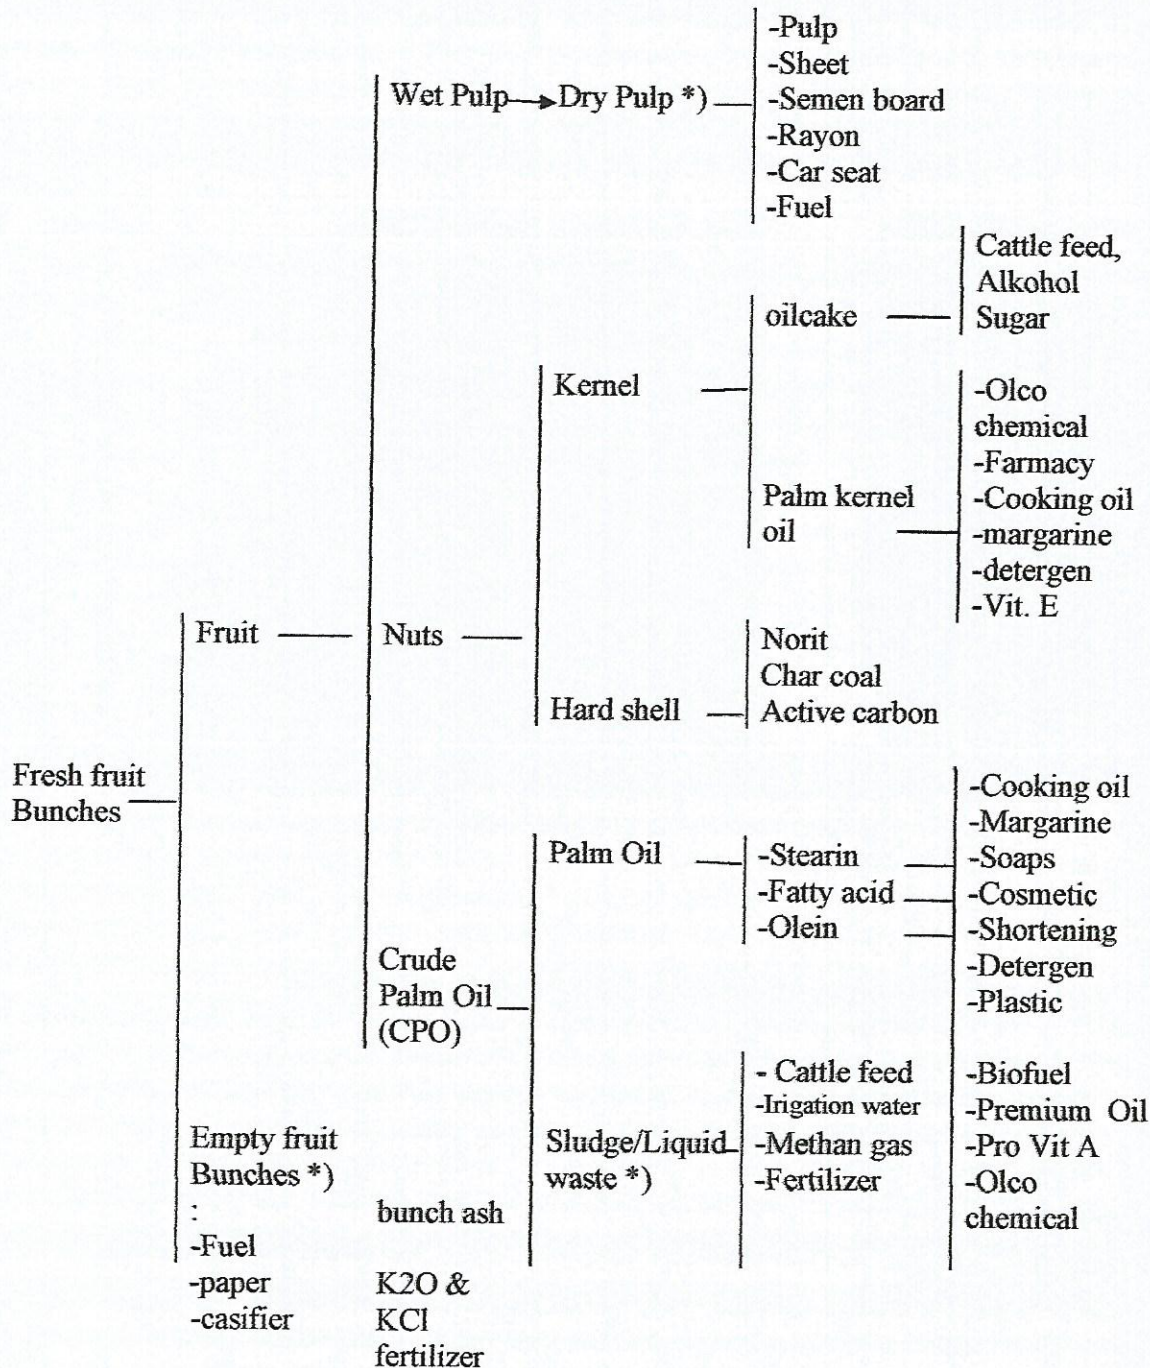 -Pulp
-Sheet
Wet Pulp Dry Pulp *) -Semen board
-Rayon
-Car seat
-Fuel
Cattle feed,
Alkohol
oilcake Sugar
Kernel
-Olco
chemical
-Farmacy
Palm kernel -Cooking oil
oil -margarine
-detergen
-Vit. E
Fruit Nuts
Norit
Char coal
Hard shell Active carbon
Fresh fruit
Bunches
-Cooking oil
-Margarine
Palm Oil -Stearin -Soaps
-Fatty acid -Cosmetic
-Olein -Shortening
Crude -Detergen
Palm Oil -Plastic
(CPO)
- Cattle feed -Biofuel
-Irigation water -Premium Oil
Empty fruit Sludge/Liquid -Methan gas -Pro Vit A
Bunches *) waste *) -Fertilizer -Olco
: bunch ash chemical
-Fuel
-paper K2O &
-casifier KCl
fertilizer